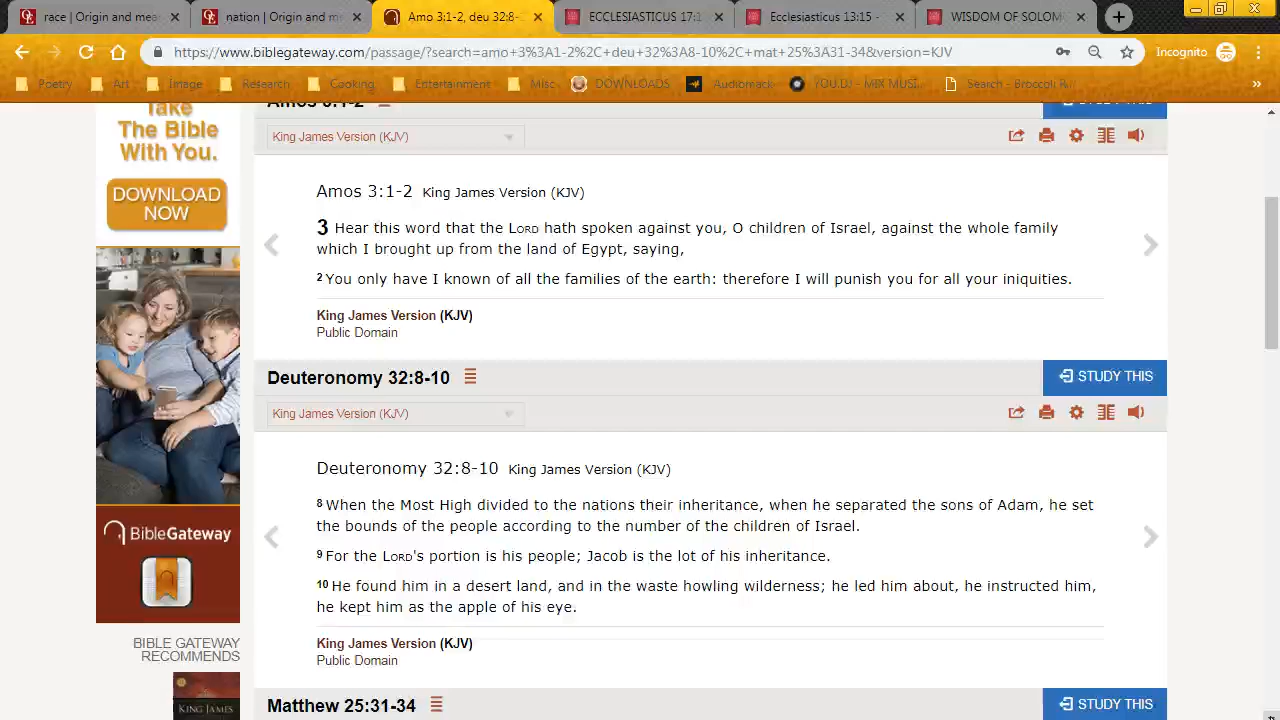 race | Origin and mea
nation | Origin and me
Amo 3:1-2, deu 32:8-
ECCLESIASTICUS 17:1
Ecclesiasticus 13:15 -
WISDOM OF SOLOM
https://www.biblegateway.com/passage/?search=amo+3%3A1-2%2C+deu+32%3A8-10%2C+mat+25%3A31-34&version=KJV
Incognito
Poetry
Art
Image
Research
Cooking
Entertainment
Misc
DOWNLOADS
Audiomack
Search - Broccoli R
»
Take
The Bible
With You.
DOWNLOAD
NOW
BibleGateway
BIBLE GATEWAY
RECOMMENDS
KING JAMES
Amos 3:1-2
STUDY THIS
King James Version (KJV)
Amos 3:1-2 King James Version (KJV)
3 Hear this word that the LORD hath spoken against you, O children of Israel, against the whole family
which I brought up from the land of Egypt, saying,
2 You only have I known of all the families of the earth: therefore I will punish you for all your iniquities.
King James Version (KJV)
Public Domain
Deuteronomy 32:8-10
STUDY THIS
King James Version (KJV)
Deuteronomy 32:8-10 King James Version (KJV)
8 When the Most High divided to the nations their inheritance, when he separated the sons of Adam, he set
the bounds of the people according to the number of the children of Israel.
9 For the LORD's portion is his people; Jacob is the lot of his inheritance.
10 He found him in a desert land, and in the waste howling wilderness; he led him about, he instructed him,
he kept him as the apple of his eye.
King James Version (KJV)
Public Domain
Matthew 25:31-34
STUDY THIS